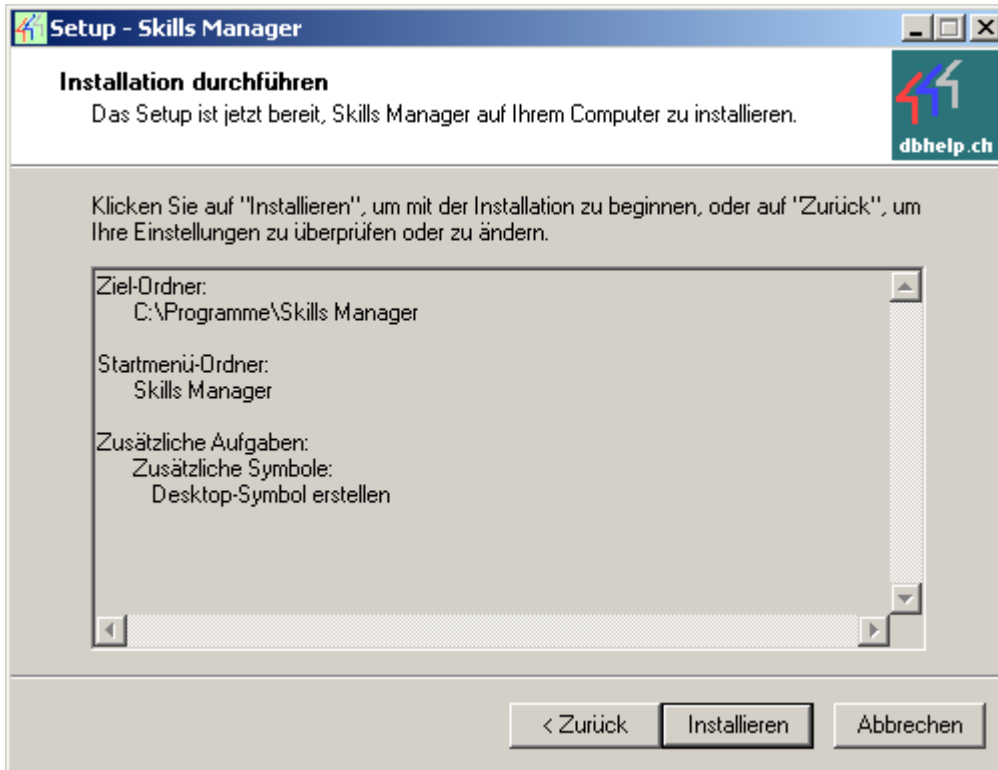 Setup - Skills Manager
Installation durchführen
Das Setup ist jetzt bereit, Skills Manager auf Ihrem Computer zu installieren.
dbhelp.ch
Klicken Sie auf "Installieren", um mit der Installation zu beginnen, oder auf "Zurück", um
Ihre Einstellungen zu überprüfen oder zu ändern.
Ziel-Ordner:
C:\Programme\Skills Manager
Startmenü-Ordner:
Skills Manager
Zusätzliche Aufgaben:
Zusätzliche Symbole:
Desktop-Symbol erstellen
< Zurück
Installieren
Abbrechen